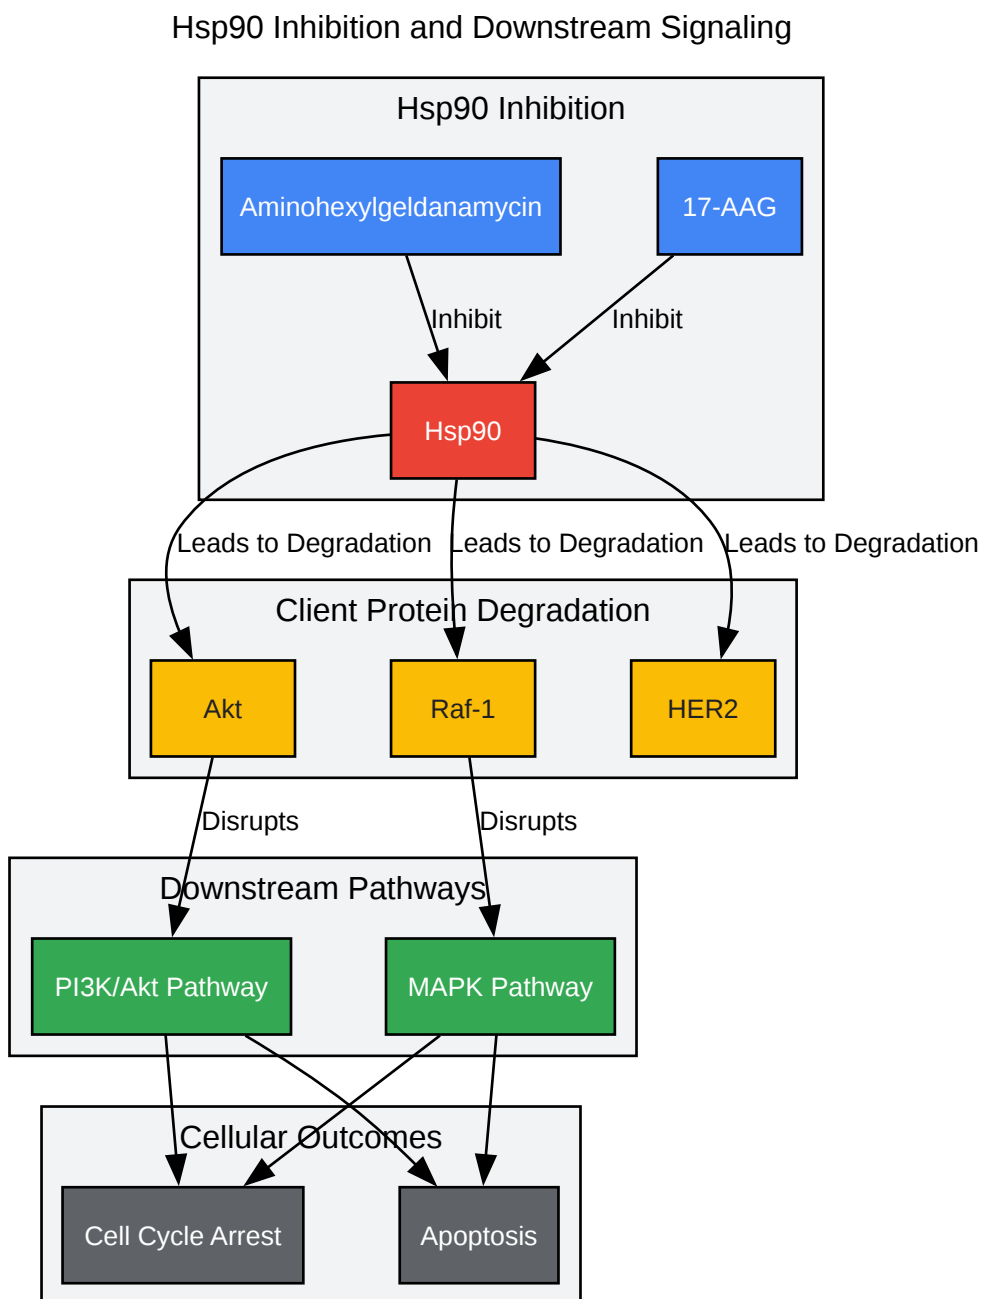 Hsp90 Inhibition and Downstream Signaling
Hsp90 Inhibition
Aminohexylgeldanamycin
17-AAG
Inhibit
Inhibit
Hsp90
Leads to Degradation
Leads to Degradation
Leads to Degradation
Client Protein Degradation
Akt
Raf-1
HER2
Disrupts
Disrupts
Downstream Pathways
PI3K/Akt Pathway
MAPK Pathway
Cellular Outcomes
Cell Cycle Arrest
Apoptosis